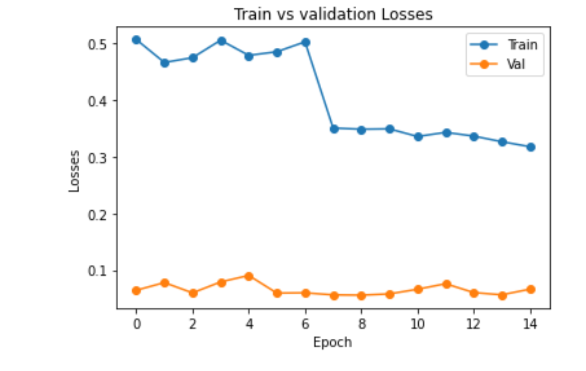 Train vs validation Losses
Train
Val
0.5
0.4
0.3
0.2
0.1
Losses
0 2 4 6 8 10 12 14
Epoch